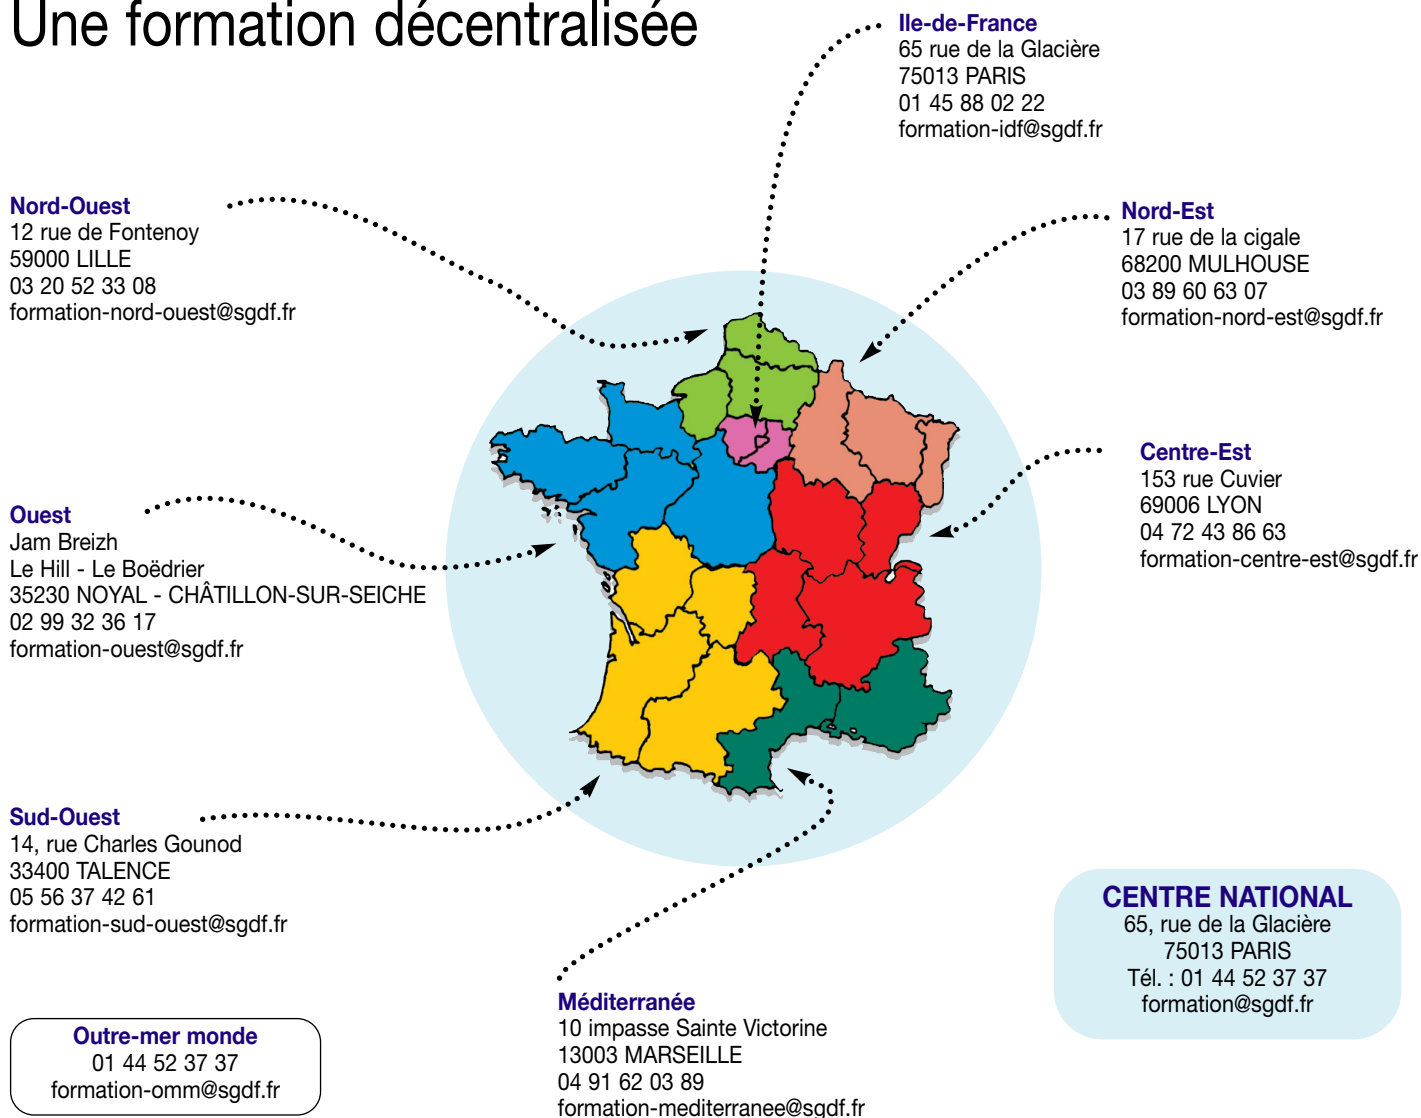 Une formation décentralisée
Ile-de-France
65 rue de la Glacière
75013 PARIS
01 45 88 02 22
formation-idf@sgdf.fr
Nord-Ouest
12 rue de Fontenoy
59000 LILLE
03 20 52 33 08
formation-nord-ouest@sgdf.fr
Nord-Est
17 rue de la cigale
68200 MULHOUSE
03 89 60 63 07
formation-nord-est@sgdf.fr
Centre-Est
153 rue Cuvier
69006 LYON
04 72 43 86 63
formation-centre-est@sgdf.fr
Ouest
Jam Breizh
Le Hill - Le Boëdrier
35230 NOYAL - CHÂTILLON-SUR-SEICHE
02 99 32 36 17
formation-ouest@sgdf.fr
Sud-Ouest
14, rue Charles Gounod
33400 TALENCE
05 56 37 42 61
formation-sud-ouest@sgdf.fr
CENTRE NATIONAL
65, rue de la Glacière
75013 PARIS
Tél. : 01 44 52 37 37
formation@sgdf.fr
Méditerranée
10 impasse Sainte Victorine
13003 MARSEILLE
04 91 62 03 89
formation-mediterranee@sgdf.fr
Outre-mer monde
01 44 52 37 37
formation-omm@sgdf.fr